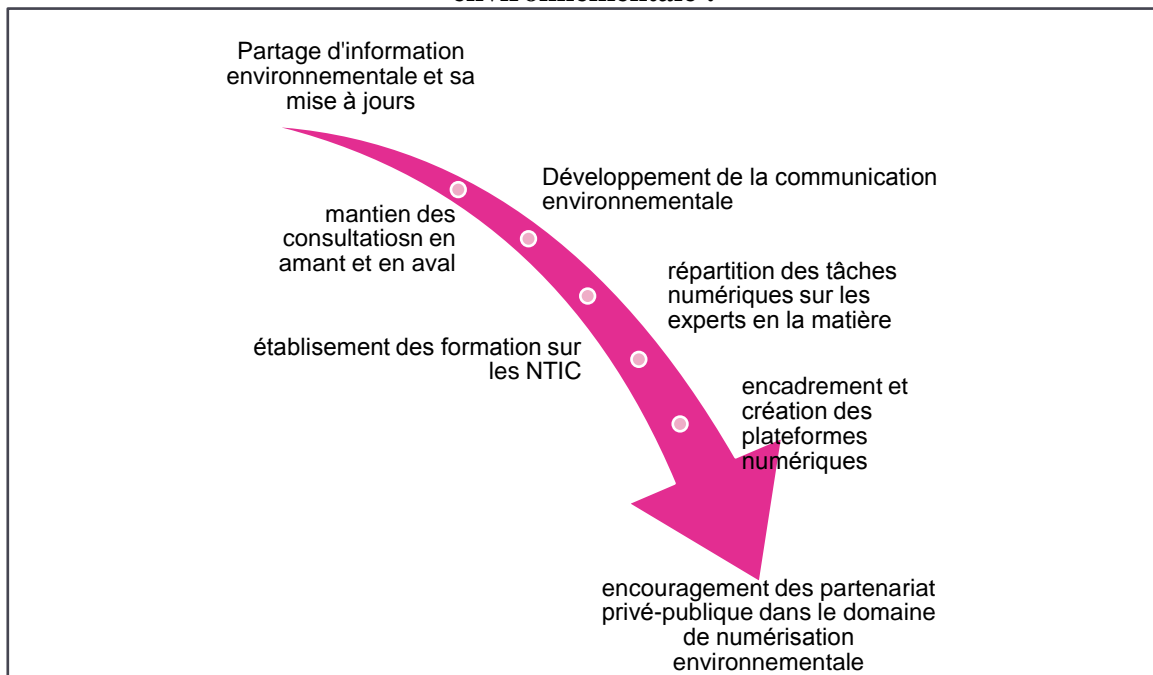 environnementale :
Partage d'information
environnementale et sa
mise à jours
Développement de la communication
environnementale
mantien des
consultatiosn en
amant et en aval
répartition des tâches
numériques sur les
experts en la matière
établisement des formation sur
les NTIC
encadrement et
création des
plateformes
numériques
encouragement des partenariat
privé-publique dans le domaine
de numérisation
environnementale